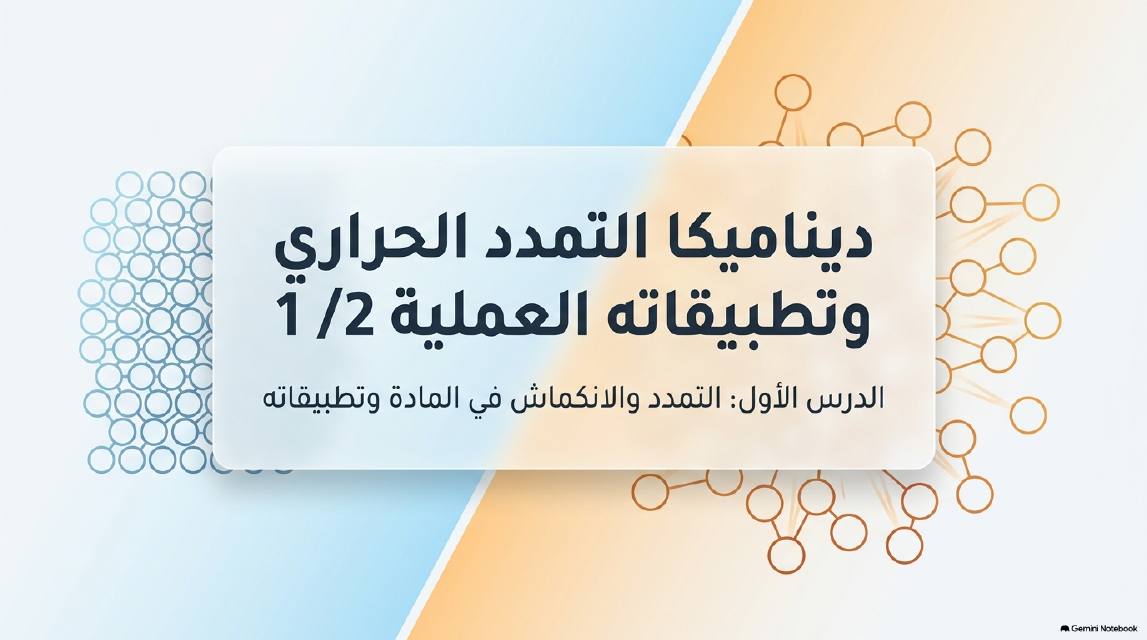 ديناميكا التمدد الحراري
وتطبيقاته العملية 2/ 1
الدرس الأول: التمدد والانكماش في المادة وتطبيقاته
Gemini Notebook